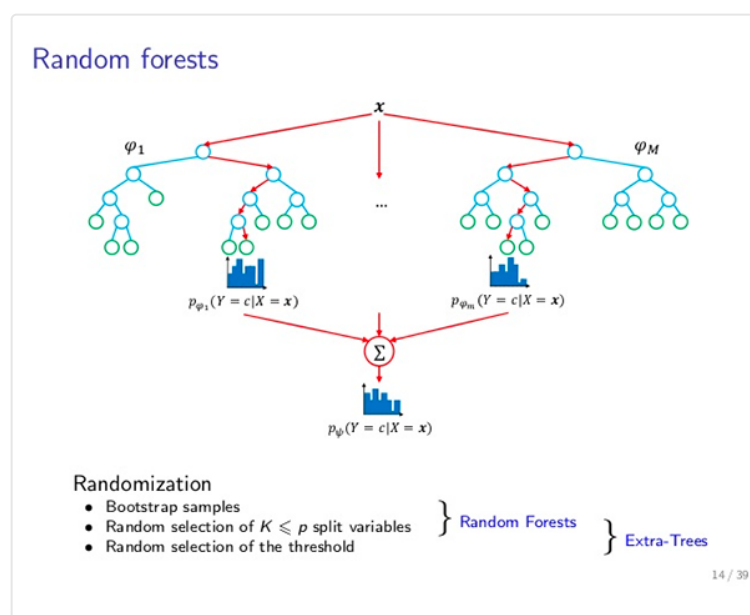 Random forests
x
φ1 φM
...
pφ1(Y = c|X = x) pφm(Y = c|X = x)
∑
pψ(Y = c|X = x)
Randomization
• Bootstrap samples
• Random selection of K ⩽ p split variables } Random Forests
• Random selection of the threshold } Extra-Trees
14 / 39